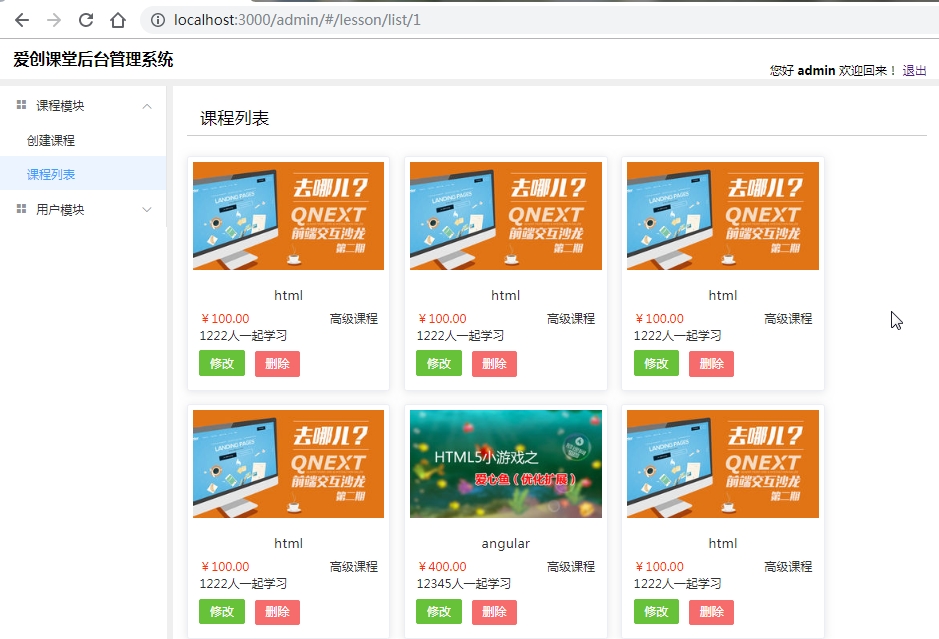 localhost:3000/admin/#/lesson/list/1
爱创课堂后台管理系统
您好 admin 欢迎回来！ 退出
课程模块
创建课程
课程列表
用户模块
课程列表
LANDING PAGES
去哪儿?
QNEXT
前端交互沙龙
第二期
html
￥100.00 高级课程
1222人一起学习
修改 删除
LANDING PAGES
去哪儿?
QNEXT
前端交互沙龙
第二期
html
￥100.00 高级课程
1222人一起学习
修改 删除
LANDING PAGES
去哪儿?
QNEXT
前端交互沙龙
第二期
html
￥100.00 高级课程
1222人一起学习
修改 删除
LANDING PAGES
去哪儿?
QNEXT
前端交互沙龙
第二期
html
￥100.00 高级课程
1222人一起学习
修改 删除
HTML5小游戏之
爱心鱼（优化扩展）
angular
￥400.00 高级课程
12345人一起学习
修改 删除
LANDING PAGES
去哪儿?
QNEXT
前端交互沙龙
第二期
html
￥100.00 高级课程
1222人一起学习
修改 删除